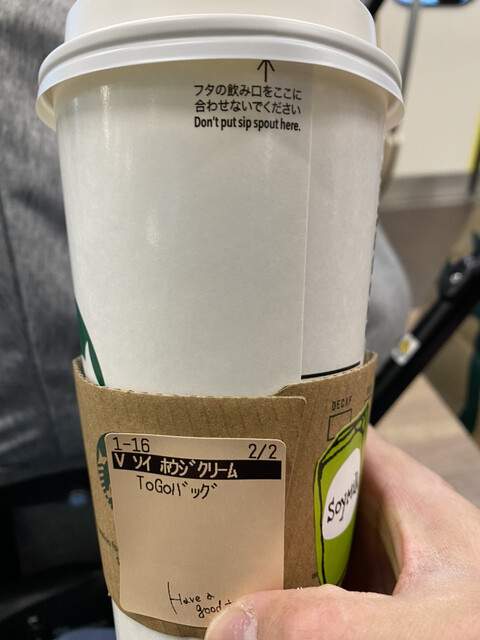 フタの飲み口をここに
合わせないでください
Don't put sip spout here.
DECAF
1-16 2/2
V ソイ ホウジクリーム
ToGoバッグ
Have a
good